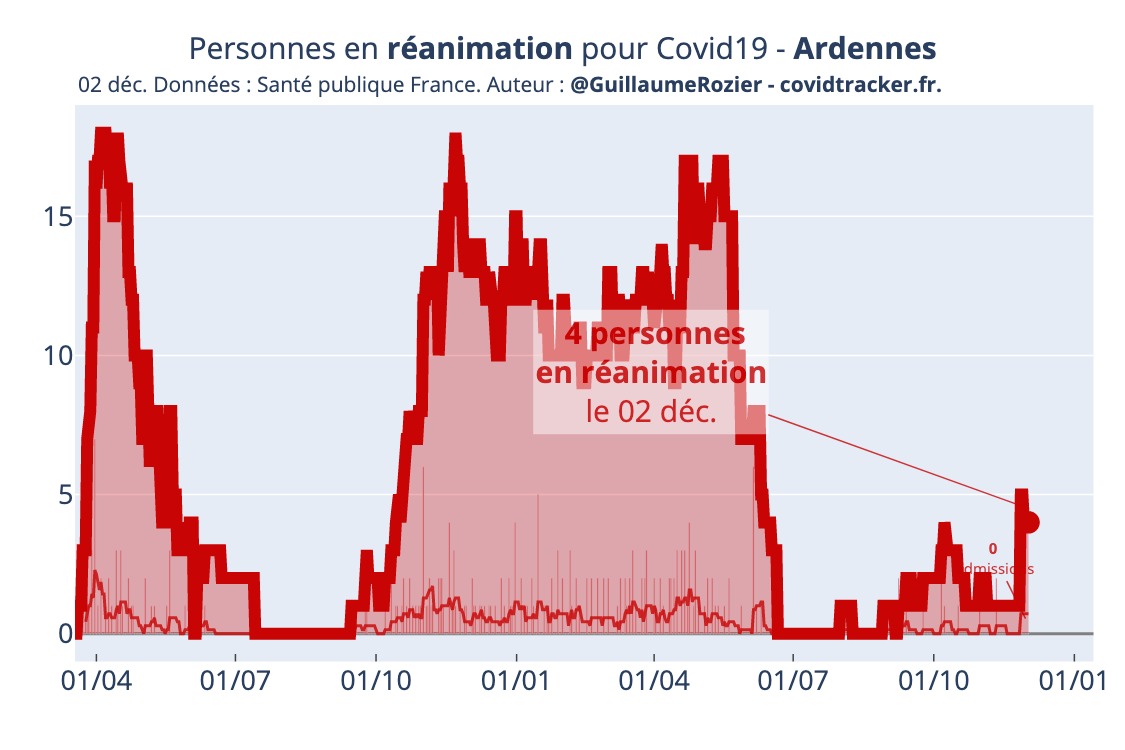 Personnes en réanimation pour Covid19 - Ardennes
02 déc. Données : Santé publique France. Auteur : @GuillaumeRozier - covidtracker.fr.
15
10
5
0
4 personnes
en réanimation
le 02 déc.
0
dmissions
01/04
01/07
01/10
01/01
01/04
01/07
01/10
01/01